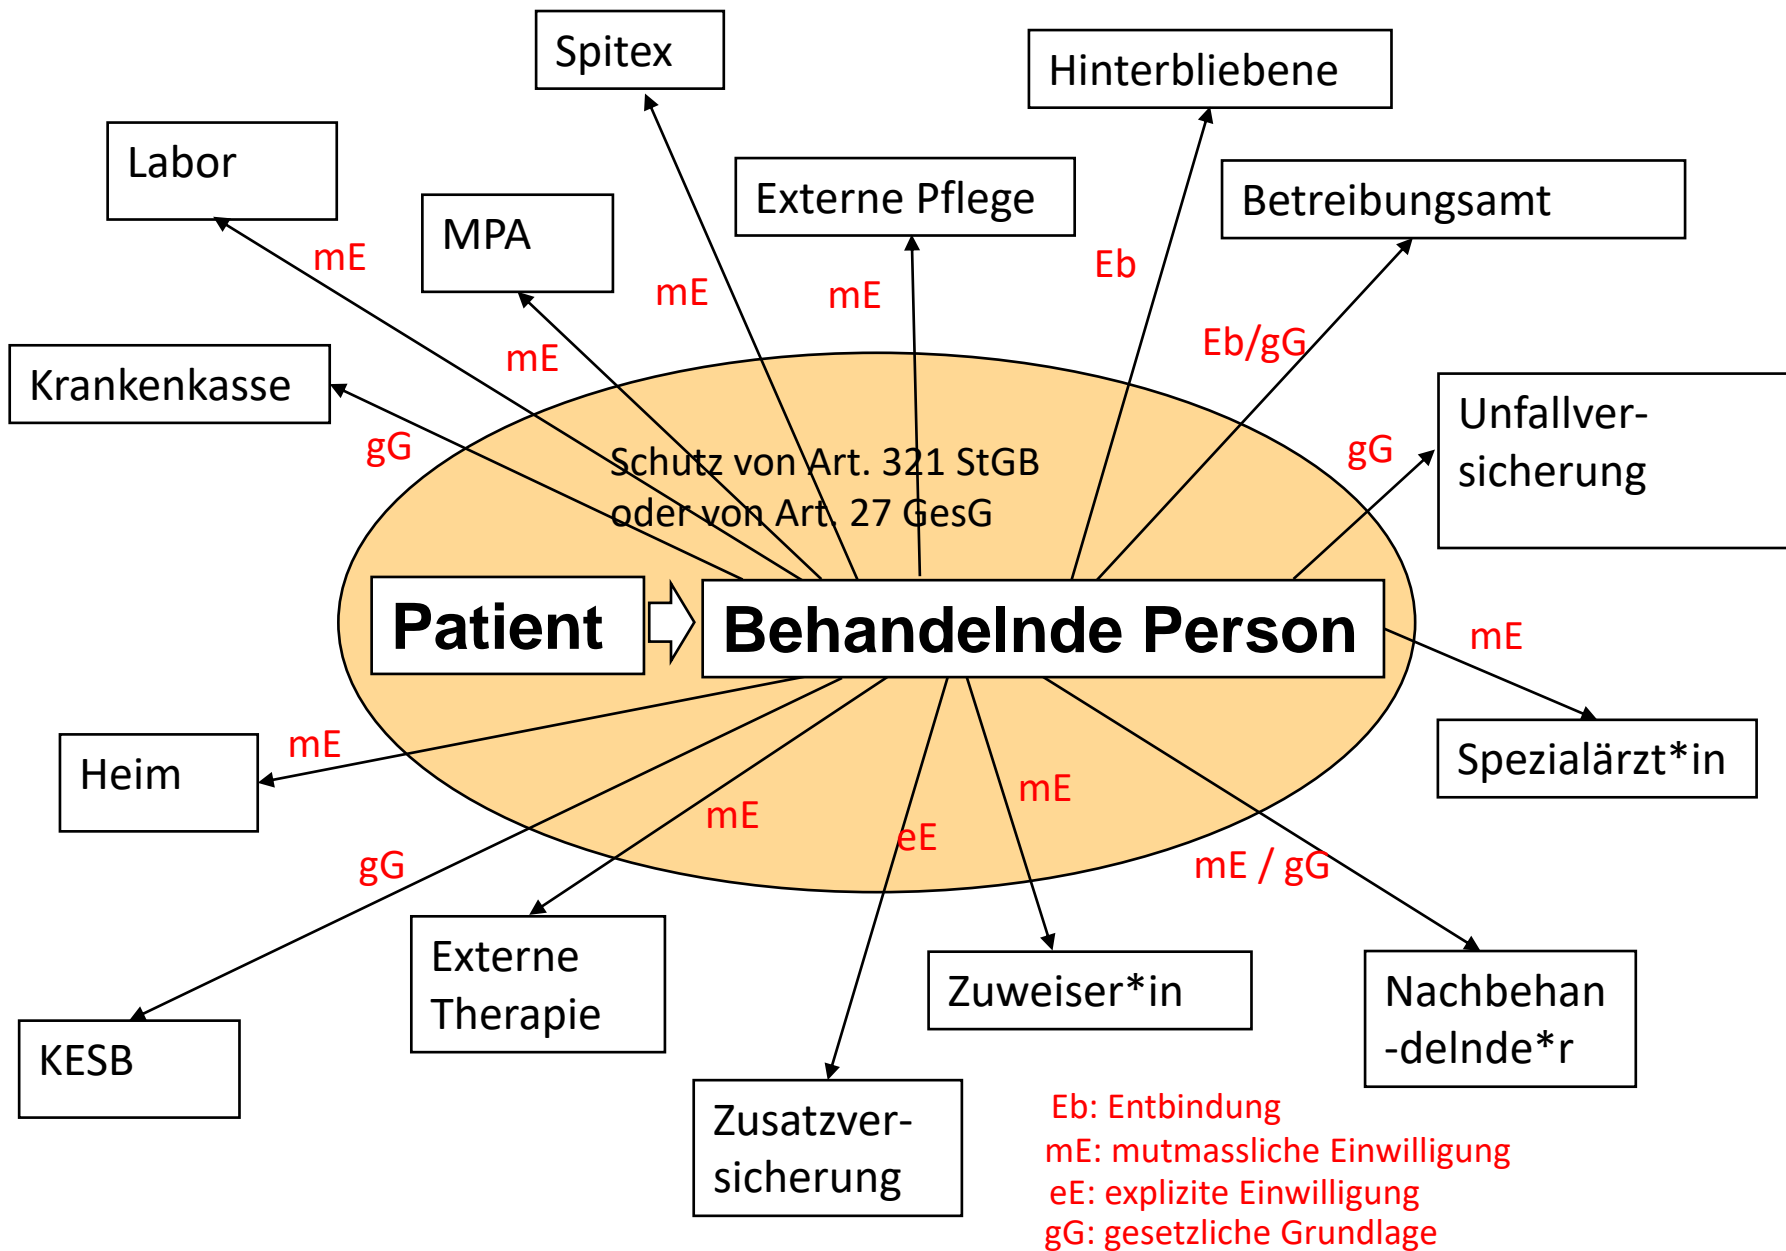 Spitex
Hinterbliebene
Labor
MPA
Externe Pflege
Betreibungsamt
mE
mE
mE
Eb
mE
Eb/gG
Krankenkasse
gG
Unfallver-
sicherung
gG
Schutz von Art. 321 StGB
oder von Art. 27 GesG
Patient
Behandelnde Person
mE
Spezialärzt*in
Heim
mE
mE
eE
mE
mE / gG
gG
Externe
Therapie
Zuweiser*in
Nachbehan
-delnde*r
KESB
Zusatzver-
sicherung
Eb: Entbindung
mE: mutmassliche Einwilligung
eE: explizite Einwilligung
gG: gesetzliche Grundlage